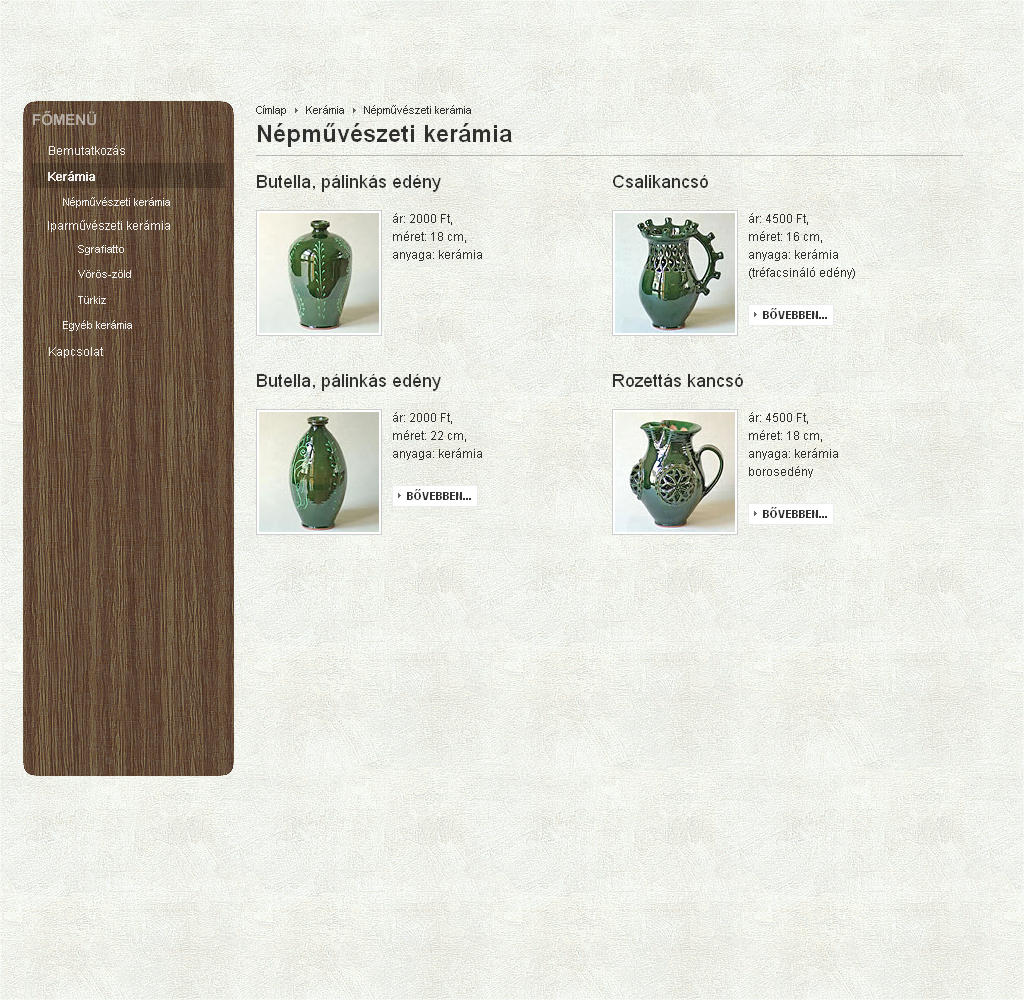 FŐMENÜ
Bemutatkozás
Kerámia
Népművészeti kerámia
Iparművészeti kerámia
Sgrafiatto
Vörös-zöld
Türkiz
Egyéb kerámia
Kapcsolat
Címlap Kerámia Népművészeti kerámia
Népművészeti kerámia
Butella, pálinkás edény
ár: 2000 Ft,
méret: 18 cm,
anyaga: kerámia
Csalikancsó
ár: 4500 Ft,
méret: 16 cm,
anyaga: kerámia
(tréfacsináló edény)
BŐVEBBEN...
Butella, pálinkás edény
ár: 2000 Ft,
méret: 22 cm,
anyaga: kerámia
BŐVEBBEN...
Rozettás kancsó
ár: 4500 Ft,
méret: 18 cm,
anyaga: kerámia
borosedény
BŐVEBBEN...